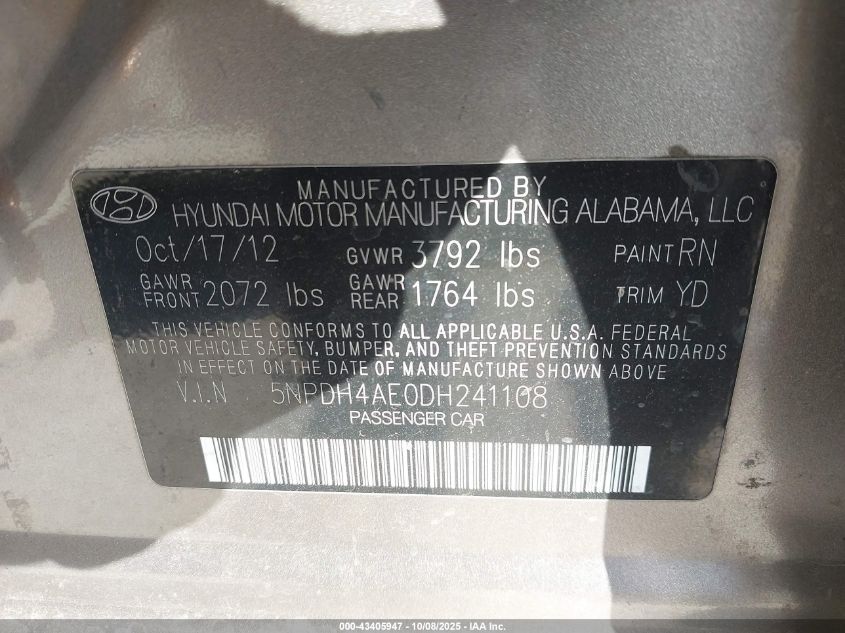 MANUFACTURED BY
HYUNDAI MOTOR MANUFACTURING ALABAMA, LLC
Oct/17/12 GVWR 3792 lbs PAINT RN
GAWR FRONT 2072 lbs GAWR REAR 1764 lbs TRIM YD
THIS VEHICLE CONFORMS TO ALL APPLICABLE U.S.A. FEDERAL
MOTOR VEHICLE SAFETY, BUMPER, AND THEFT PREVENTION STANDARDS
IN EFFECT ON THE DATE OF MANUFACTURE SHOWN ABOVE
V.I.N 5NPDH4AE0DH241108
PASSENGER CAR
000-43405947 - 10/08/2025 - IAA Inc.